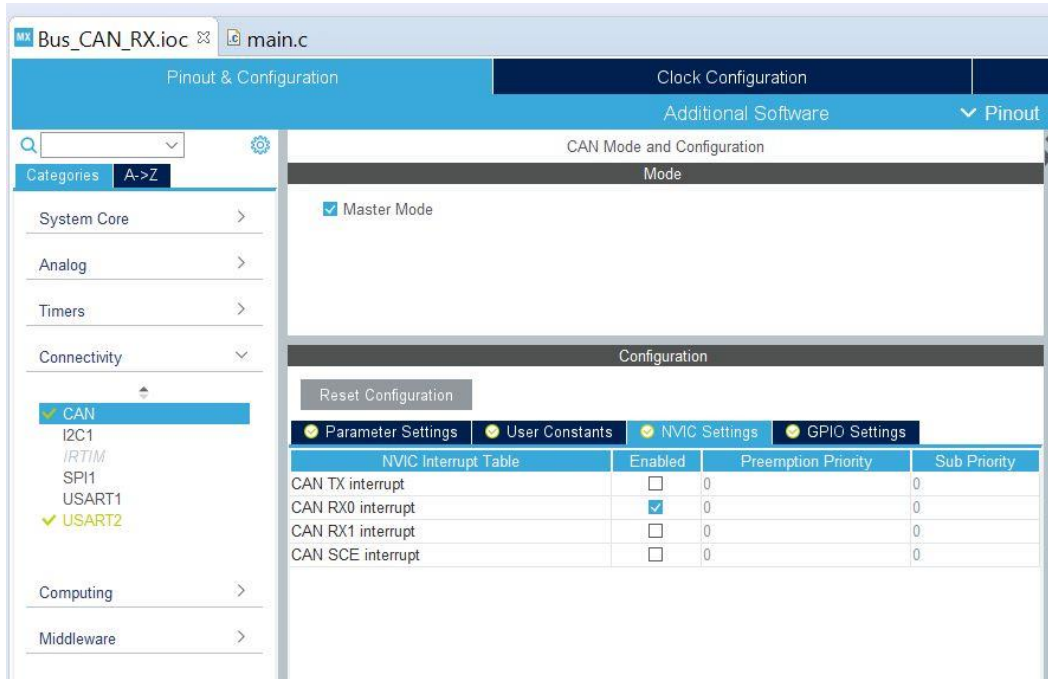 MX Bus_CAN_RX.ioc main.c
Pinout & Configuration Clock Configuration
Additional Software Pinout
CAN Mode and Configuration
Categories A->Z
Mode
System Core
Master Mode
Analog
Timers
Connectivity
Configuration
Reset Configuration
CAN
I2C1
IRTIM
SPI1
USART1
USART2
Parameter Settings User Constants NVIC Settings GPIO Settings
NVIC Interrupt Table Enabled Preemption Priority Sub Priority
CAN TX interrupt 0 0
CAN RX0 interrupt 0 0
CAN RX1 interrupt 0 0
CAN SCE interrupt 0 0
Computing
Middleware